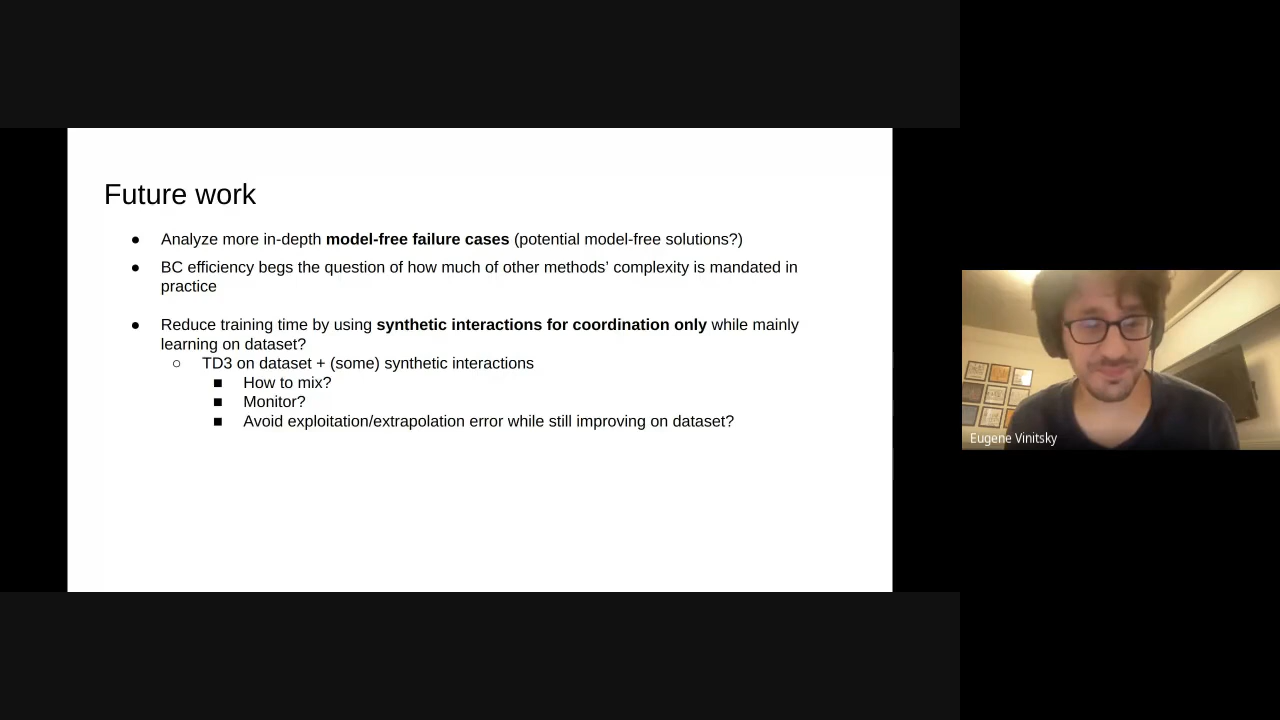 Future work
● Analyze more in-depth model-free failure cases (potential model-free solutions?)
● BC efficiency begs the question of how much of other methods’ complexity is mandated in
practice
● Reduce training time by using synthetic interactions for coordination only while mainly
learning on dataset?
○ TD3 on dataset + (some) synthetic interactions
■ How to mix?
■ Monitor?
■ Avoid exploitation/extrapolation error while still improving on dataset?
Eugene Vinitsky